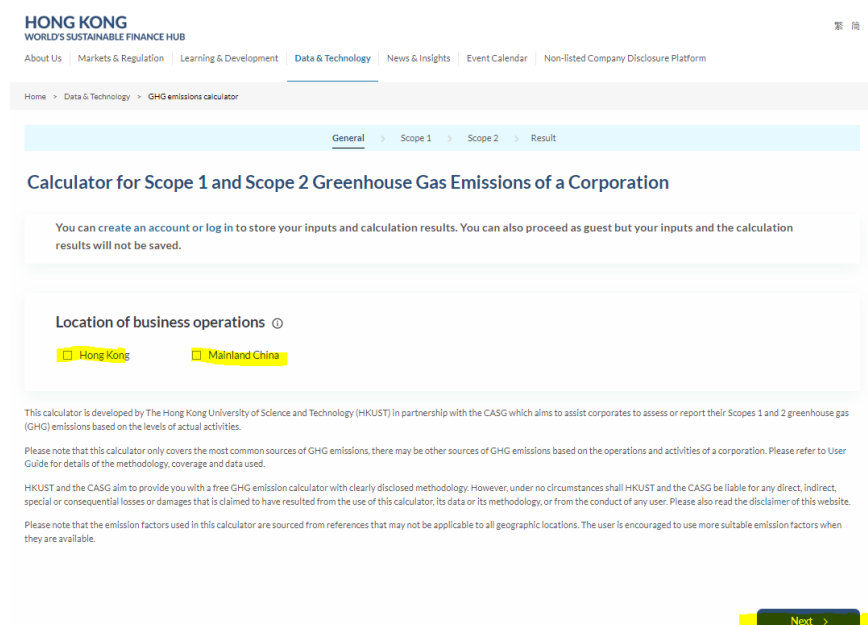 HONG KONG
WORLD'S SUSTAINABLE FINANCE HUB
繁 简
About Us | Markets & Regulation | Learning & Development | Data & Technology | News & Insights | Event Calendar | Non-listed Company Disclosure Platform
Home > Data & Technology > GHG emissions calculator
General > Scope 1 > Scope 2 > Result
Calculator for Scope 1 and Scope 2 Greenhouse Gas Emissions of a Corporation
You can create an account or log in to store your inputs and calculation results. You can also proceed as guest but your inputs and the calculation
results will not be saved.
Location of business operations
Hong Kong Mainland China
This calculator is developed by The Hong Kong University of Science and Technology (HKUST) in partnership with the CASG which aims to assist corporates to assess or report their Scopes 1 and 2 greenhouse gas
(GHG) emissions based on the levels of actual activities.
Please note that this calculator only covers the most common sources of GHG emissions, there may be other sources of GHG emissions based on the operations and activities of a corporation. Please refer to User
Guide for details of the methodology, coverage and data used.
HKUST and the CASG aim to provide you with a free GHG emission calculator with clearly disclosed methodology. However, under no circumstances shall HKUST and the CASG be liable for any direct, indirect,
special or consequential losses or damages that is claimed to have resulted from the use of this calculator, its data or its methodology, or from the conduct of any user. Please also read the disclaimer of this website.
Please note that the emission factors used in this calculator are sourced from references that may not be applicable to all geographic locations. The user is encouraged to use more suitable emission factors when
they are available.
Next >